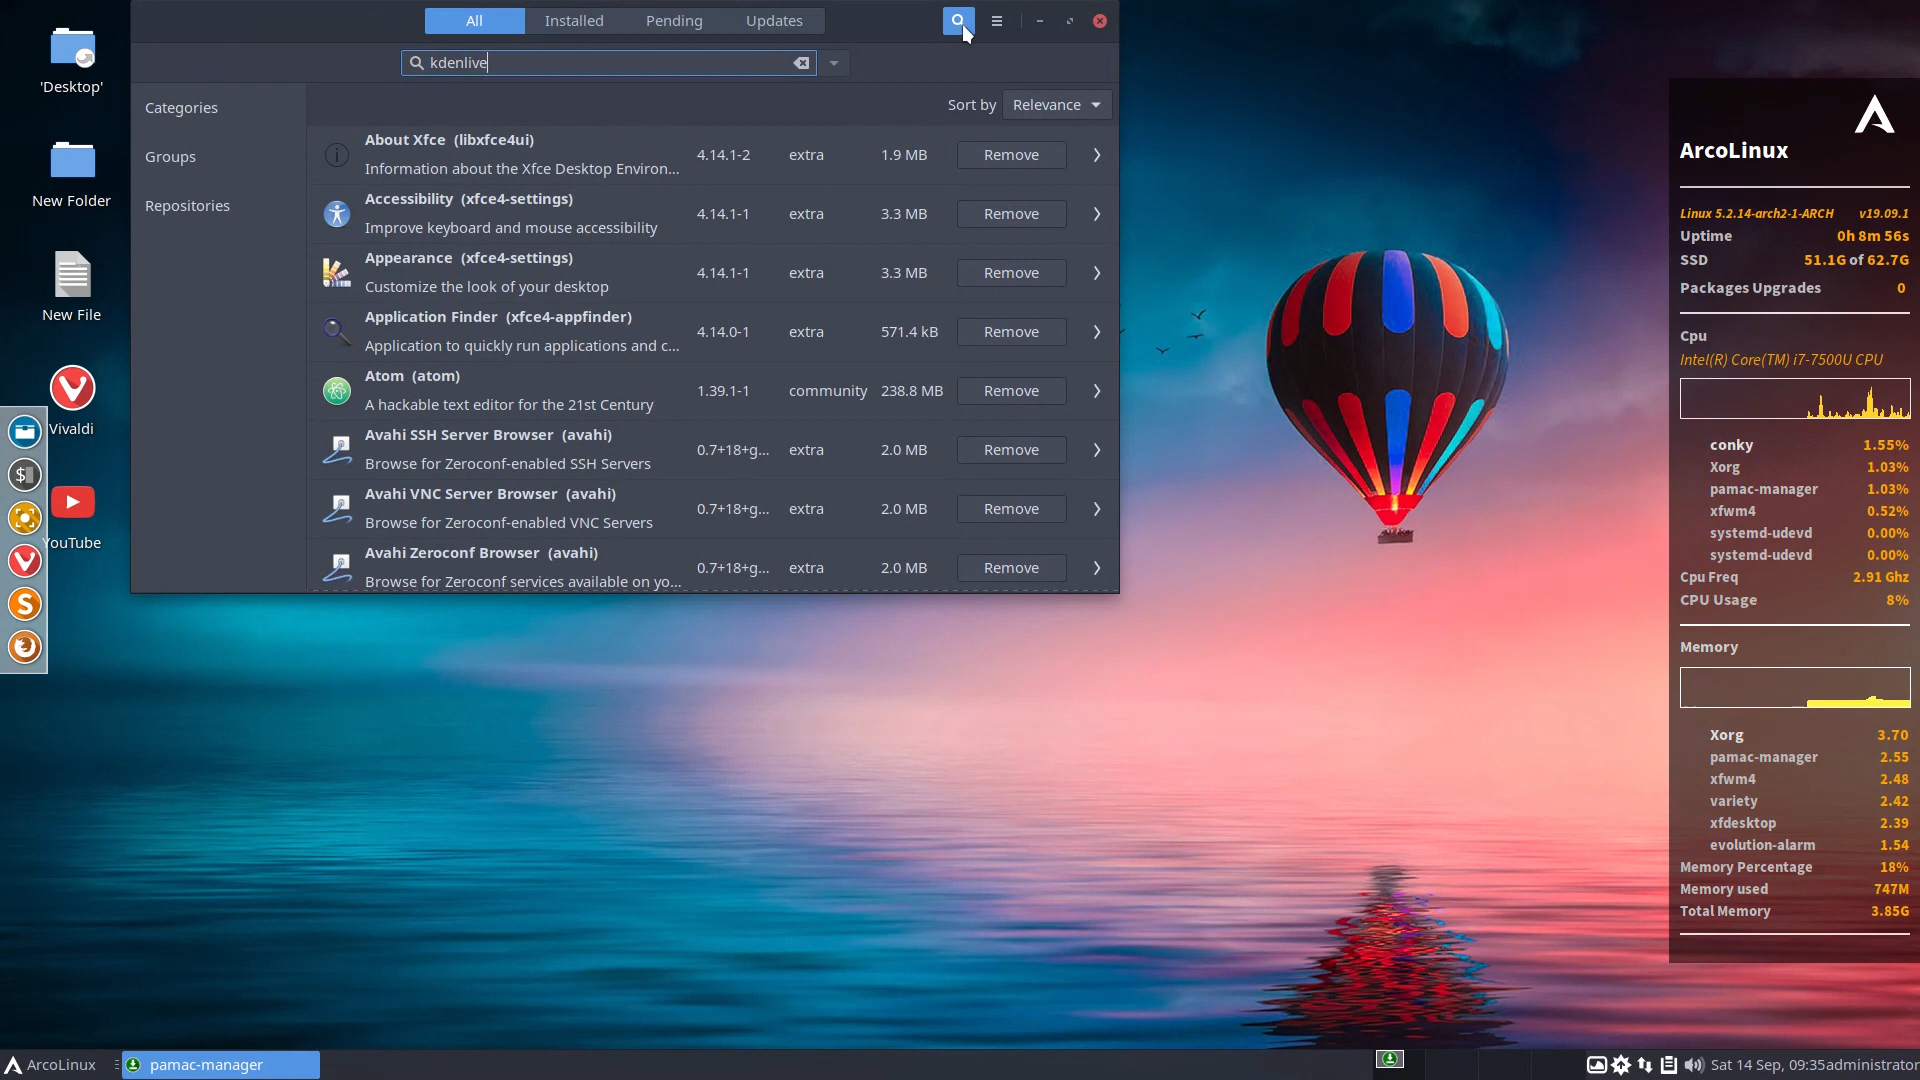 'Desktop'
New Folder
New File
Vivaldi
YouTube
All Installed Pending Updates
kdenlive
Categories
Groups
Repositories
Sort by Relevance
About Xfce (libxfce4ui)
Information about the Xfce Desktop Environ...
4.14.1-2 extra 1.9 MB Remove
Accessibility (xfce4-settings)
Improve keyboard and mouse accessibility
4.14.1-1 extra 3.3 MB Remove
Appearance (xfce4-settings)
Customize the look of your desktop
4.14.1-1 extra 3.3 MB Remove
Application Finder (xfce4-appfinder)
Application to quickly run applications and c...
4.14.0-1 extra 571.4 kB Remove
Atom (atom)
A hackable text editor for the 21st Century
1.39.1-1 community 238.8 MB Remove
Avahi SSH Server Browser (avahi)
Browse for Zeroconf-enabled SSH Servers
0.7+18+g... extra 2.0 MB Remove
Avahi VNC Server Browser (avahi)
Browse for Zeroconf-enabled VNC Servers
0.7+18+g... extra 2.0 MB Remove
Avahi Zeroconf Browser (avahi)
Browse for Zeroconf services available on yo...
0.7+18+g... extra 2.0 MB Remove
ArcoLinux
Linux 5.2.14-arch2-1-ARCH v19.09.1
Uptime 0h 8m 56s
SSD 51.1G of 62.7G
Packages Upgrades 0
Cpu
Intel(R) Core(TM) i7-7500U CPU
conky 1.55%
Xorg 1.03%
pamac-manager 1.03%
xfwm4 0.52%
systemd-udevd 0.00%
systemd-udevd 0.00%
Cpu Freq 2.91 Ghz
CPU Usage 8%
Memory
Xorg 3.70
pamac-manager 2.55
xfwm4 2.48
variety 2.42
xfdesktop 2.39
evolution-alarm 1.54
Memory Percentage 18%
Memory used 747M
Total Memory 3.85G
ArcoLinux pamac-manager Sat 14 Sep, 09:35 administrator